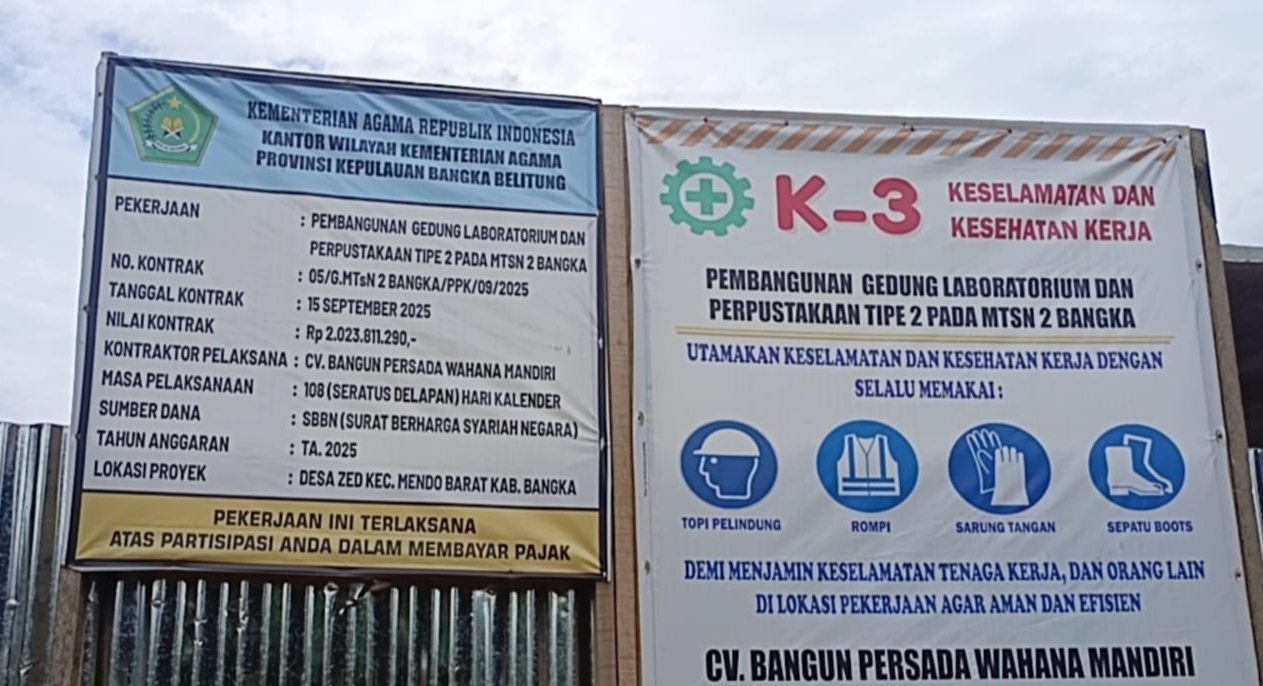 KEMENTERIAN AGAMA REPUBLIK INDONESIA
KANTOR WILAYAH KEMENTERIAN AGAMA
PROVINSI KEPULAUAN BANGKA BELITUNG
PEKERJAAN : PEMBANGUNAN GEDUNG LABORATORIUM DAN
PERPUSTAKAAN TIPE 2 PADA MTSN 2 BANGKA
NO. KONTRAK : 05/G.MTsN 2 BANGKA/PPK/09/2025
TANGGAL KONTRAK : 15 SEPTEMBER 2025
NILAI KONTRAK : Rp 2.023.811.290,-
KONTRAKTOR PELAKSANA : CV. BANGUN PERSADA WAHANA MANDIRI
MASA PELAKSANAAN : 108 (SERATUS DELAPAN) HARI KALENDER
SUMBER DANA : SBBN (SURAT BERHARGA SYARIAH NEGARA)
TAHUN ANGGARAN : TA. 2025
LOKASI PROYEK : DESA ZED KEC. MENDO BARAT KAB. BANGKA
PEKERJAAN INI TERLAKSANA
ATAS PARTISIPASI ANDA DALAM MEMBAYAR PAJAK
K-3 KESELAMATAN DAN
KESEHATAN KERJA
PEMBANGUNAN GEDUNG LABORATORIUM DAN
PERPUSTAKAAN TIPE 2 PADA MTSN 2 BANGKA
UTAMAKAN KESELAMATAN DAN KESEHATAN KERJA DENGAN
SELALU MEMAKAI :
TOPI PELINDUNG ROMPI SARUNG TANGAN SEPATU BOOTS
DEMI MENJAMIN KESELAMATAN TENAGA KERJA, DAN ORANG LAIN
DI LOKASI PEKERJAAN AGAR AMAN DAN EFISIEN
CV. BANGUN PERSADA WAHANA MANDIRI